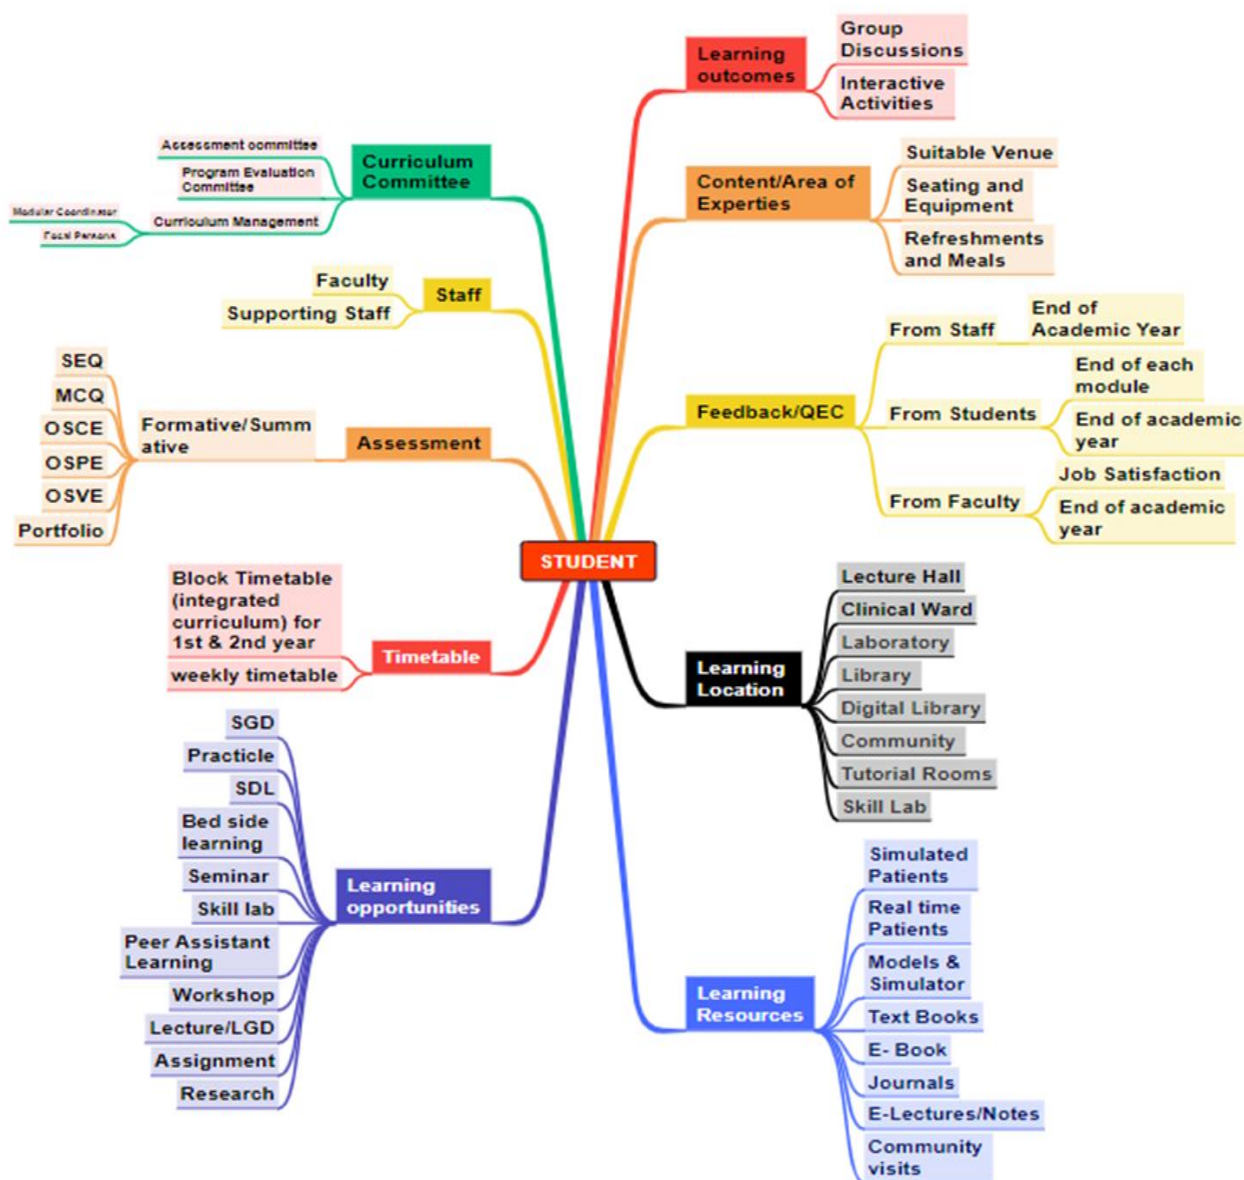 Group
Discussions
Learning
outcomes
Interactive
Activities
Assessment committee
Curriculum
Committee
Program Evaluation
Committee
Modular Coordinator
Curriculum Management
Focal Persons
Suitable Venue
Content/Area of
Experties
Seating and
Equipment
Refreshments
and Meals
Faculty
Staff
Supporting Staff
End of
Academic Year
From Staff
End of each
module
Feedback/QEC
From Students
End of academic
year
Job Satisfaction
From Faculty
End of academic
year
SEQ
MCQ
OSCE
OSPE
OSVE
Portfolio
Formative/Summ
ative
Assessment
STUDENT
Block Timetable
(integrated
curriculum) for
1st & 2nd year
Timetable
weekly timetable
Lecture Hall
Clinical Ward
Laboratory
Learning
Location
Library
Digital Library
Community
Tutorial Rooms
Skill Lab
SGD
Practicle
SDL
Bed side
learning
Seminar
Learning
opportunities
Skill lab
Peer Assistant
Learning
Workshop
Lecture/LGD
Assignment
Research
Simulated
Patients
Real time
Patients
Models &
Simulator
Learning
Resources
Text Books
E- Book
Journals
E-Lectures/Notes
Community
visits